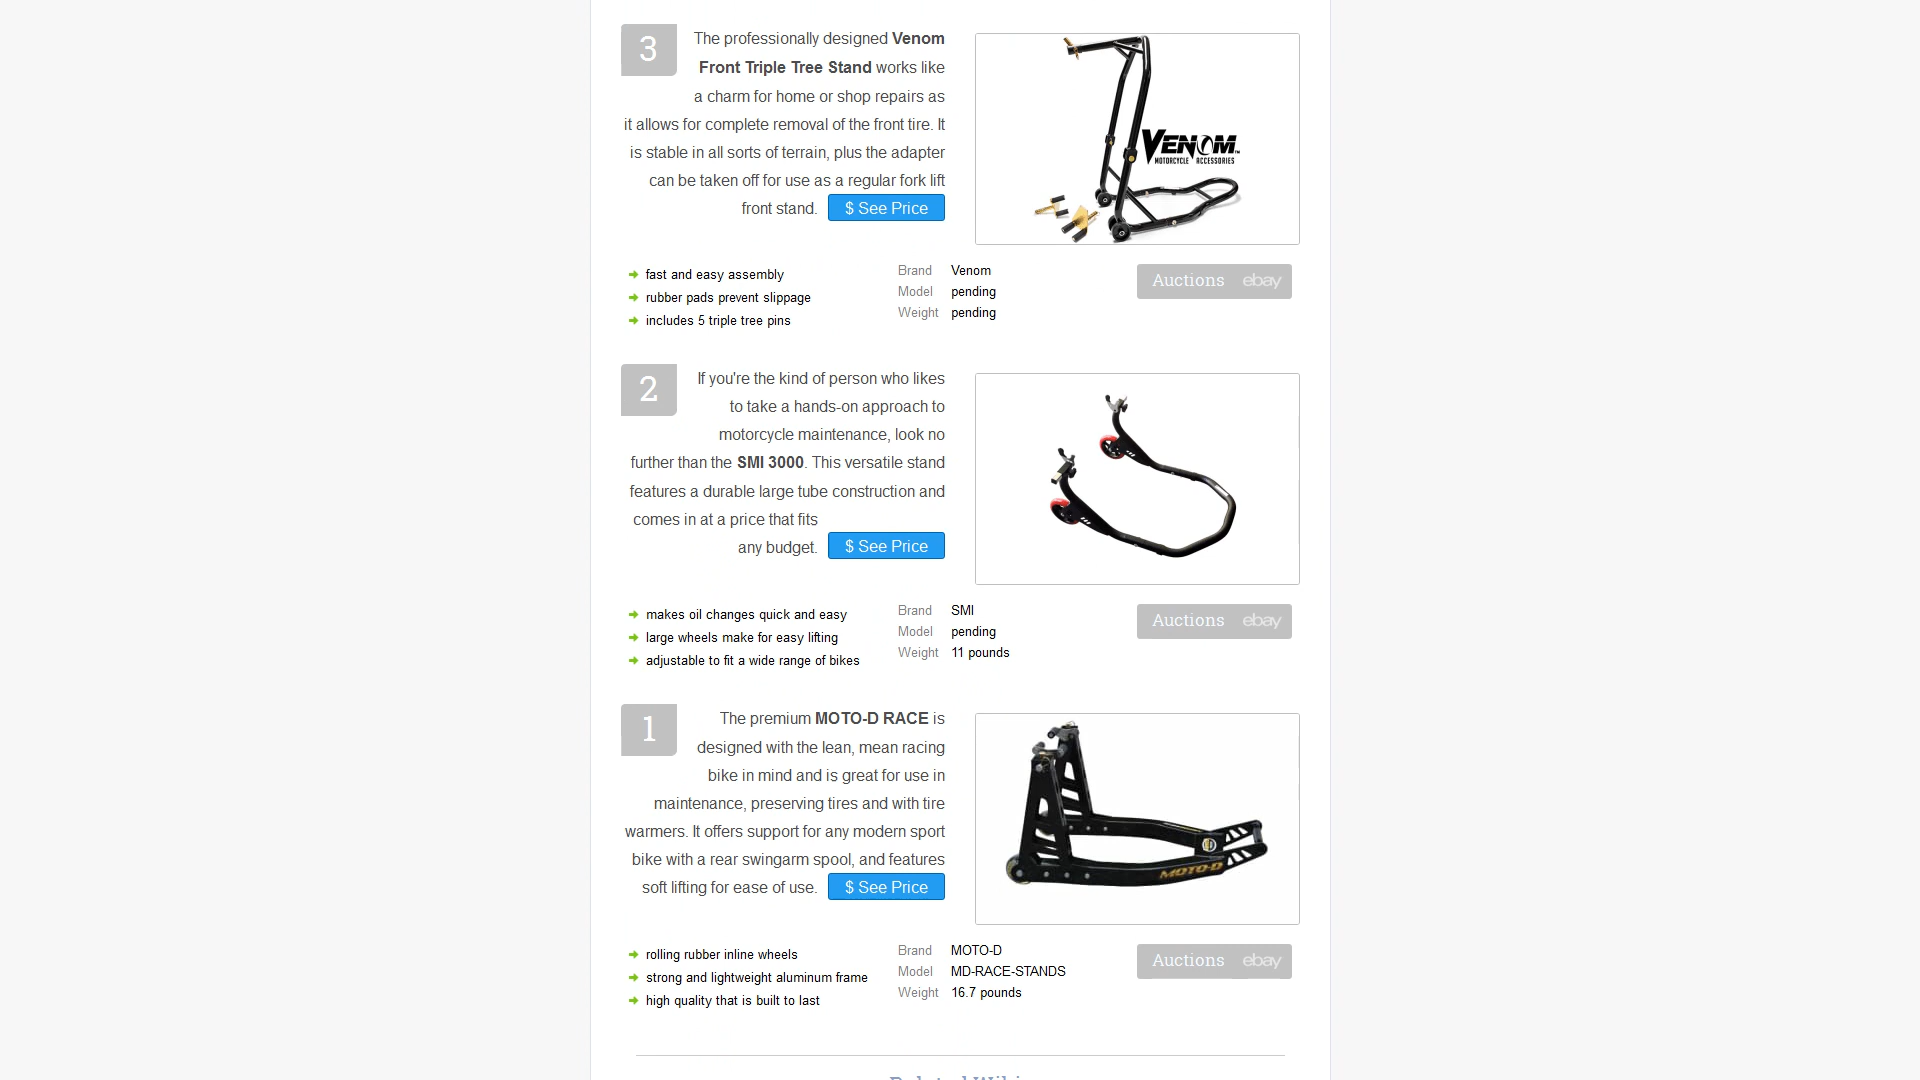 3
The professionally designed Venom
Front Triple Tree Stand works like
a charm for home or shop repairs as
it allows for complete removal of the front tire. It
is stable in all sorts of terrain, plus the adapter
can be taken off for use as a regular fork lift
front stand.
$ See Price
VENOM™
MOTORCYCLE ACCESSORIES
fast and easy assembly
rubber pads prevent slippage
includes 5 triple tree pins
Brand Venom
Model pending
Weight pending
Auctions ebay
2
If you're the kind of person who likes
to take a hands-on approach to
motorcycle maintenance, look no
further than the SMI 3000. This versatile stand
features a durable large tube construction and
comes in at a price that fits
any budget.
$ See Price
makes oil changes quick and easy
large wheels make for easy lifting
adjustable to fit a wide range of bikes
Brand SMI
Model pending
Weight 11 pounds
Auctions ebay
1
The premium MOTO-D RACE is
designed with the lean, mean racing
bike in mind and is great for use in
maintenance, preserving tires and with tire
warmers. It offers support for any modern sport
bike with a rear swingarm spool, and features
soft lifting for ease of use.
$ See Price
MOTO-D
rolling rubber inline wheels
strong and lightweight aluminum frame
high quality that is built to last
Brand MOTO-D
Model MD-RACE-STANDS
Weight 16.7 pounds
Auctions ebay